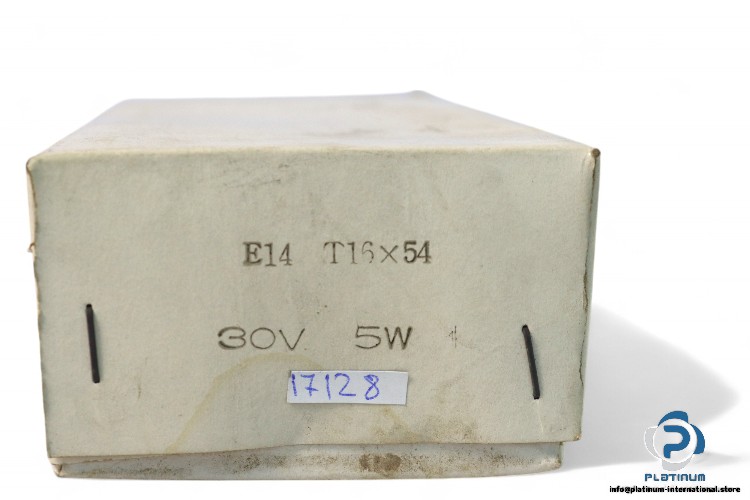 E14 T16×54
30V 5W
17128
PLATINUM
info@platinum-international.store